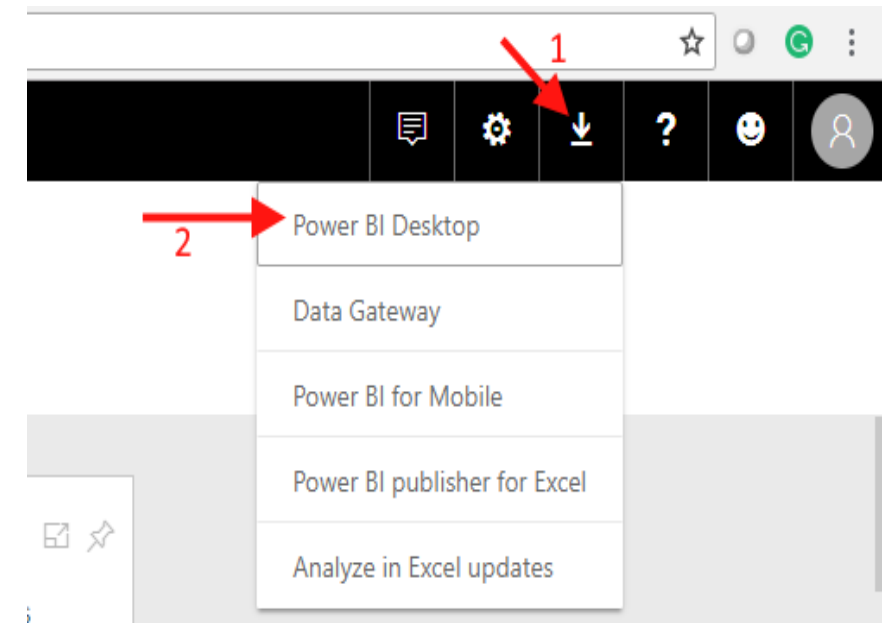 1
G
?
2
Power BI Desktop
Data Gateway
Power BI for Mobile
Power BI publisher for Excel
Analyze in Excel updates